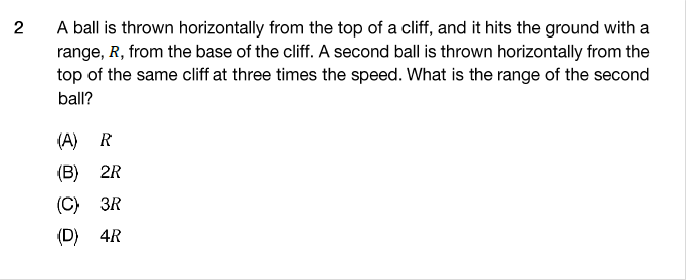 2 A ball is thrown horizontally from the top of a cliff, and it hits the ground with a
range, R, from the base of the cliff. A second ball is thrown horizontally from the
top of the same cliff at three times the speed. What is the range of the second
ball?
(A) R
(B) 2R
(C) 3R
(D) 4R